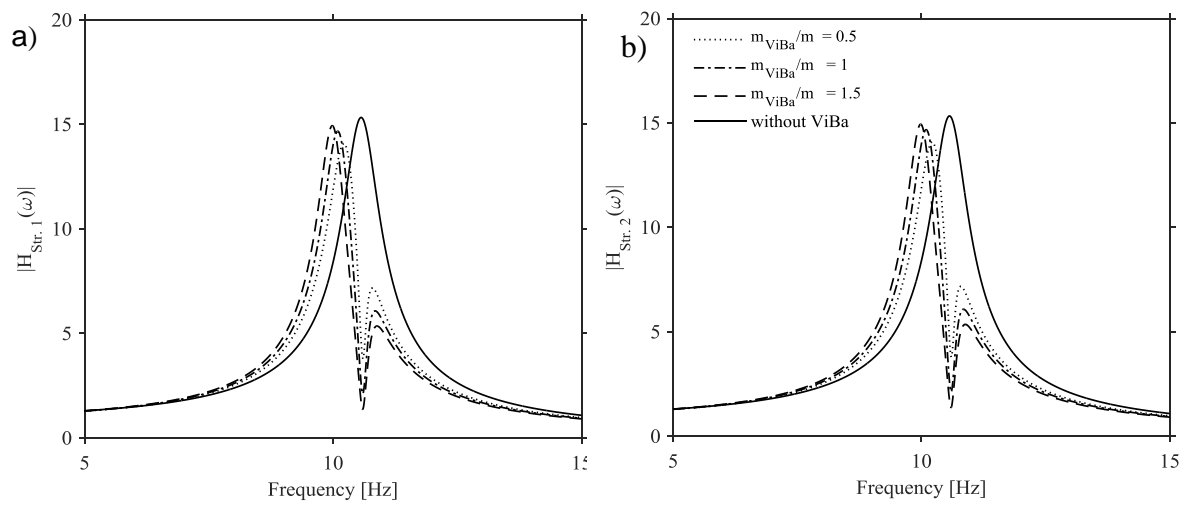 a)
20
15
10
5
0
5
10
15
|H_Str. 1(ω)|
Frequency [Hz]
b)
20
15
10
5
0
5
10
15
|H_Str. 2(ω)|
Frequency [Hz]
m_ViBa/m = 0.5
m_ViBa/m = 1
m_ViBa/m = 1.5
without ViBa